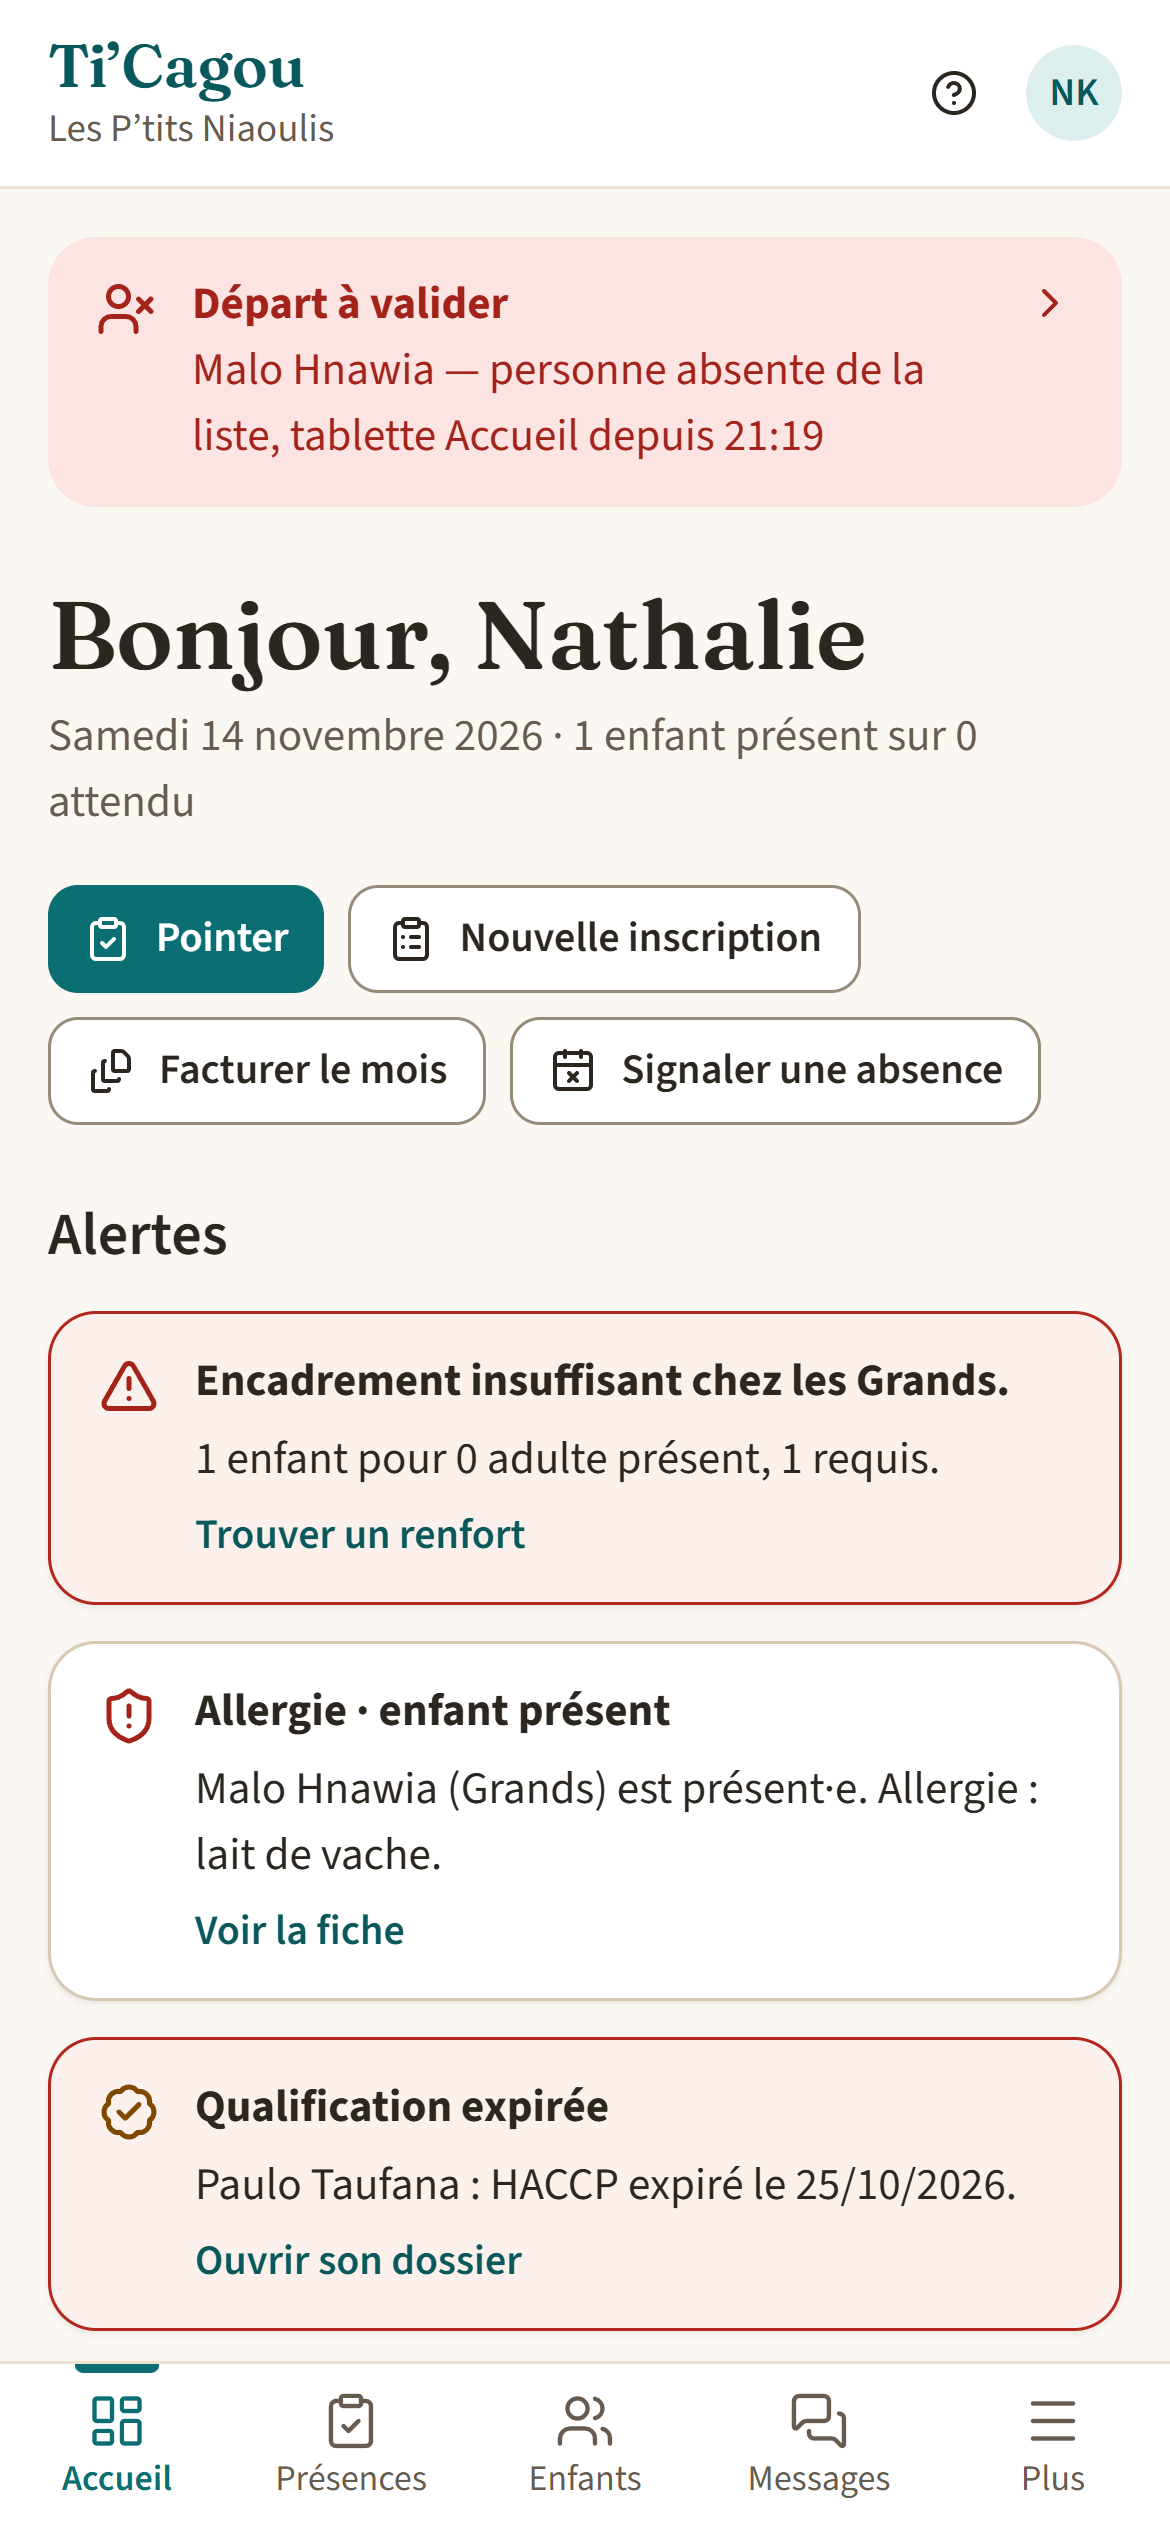 Ti’Cagou
Les P’tits Niaoulis
NK
Départ à valider
Malo Hnawia — personne absente de la
liste, tablette Accueil depuis 21:19
Bonjour, Nathalie
Samedi 14 novembre 2026 · 1 enfant présent sur 0
attendu
Pointer
Nouvelle inscription
Facturer le mois
Signaler une absence
Alertes
Encadrement insuffisant chez les Grands.
1 enfant pour 0 adulte présent, 1 requis.
Trouver un renfort
Allergie · enfant présent
Malo Hnawia (Grands) est présent·e. Allergie :
lait de vache.
Voir la fiche
Qualification expirée
Paulo Taufana : HACCP expiré le 25/10/2026.
Ouvrir son dossier
Accueil
Présences
Enfants
Messages
Plus